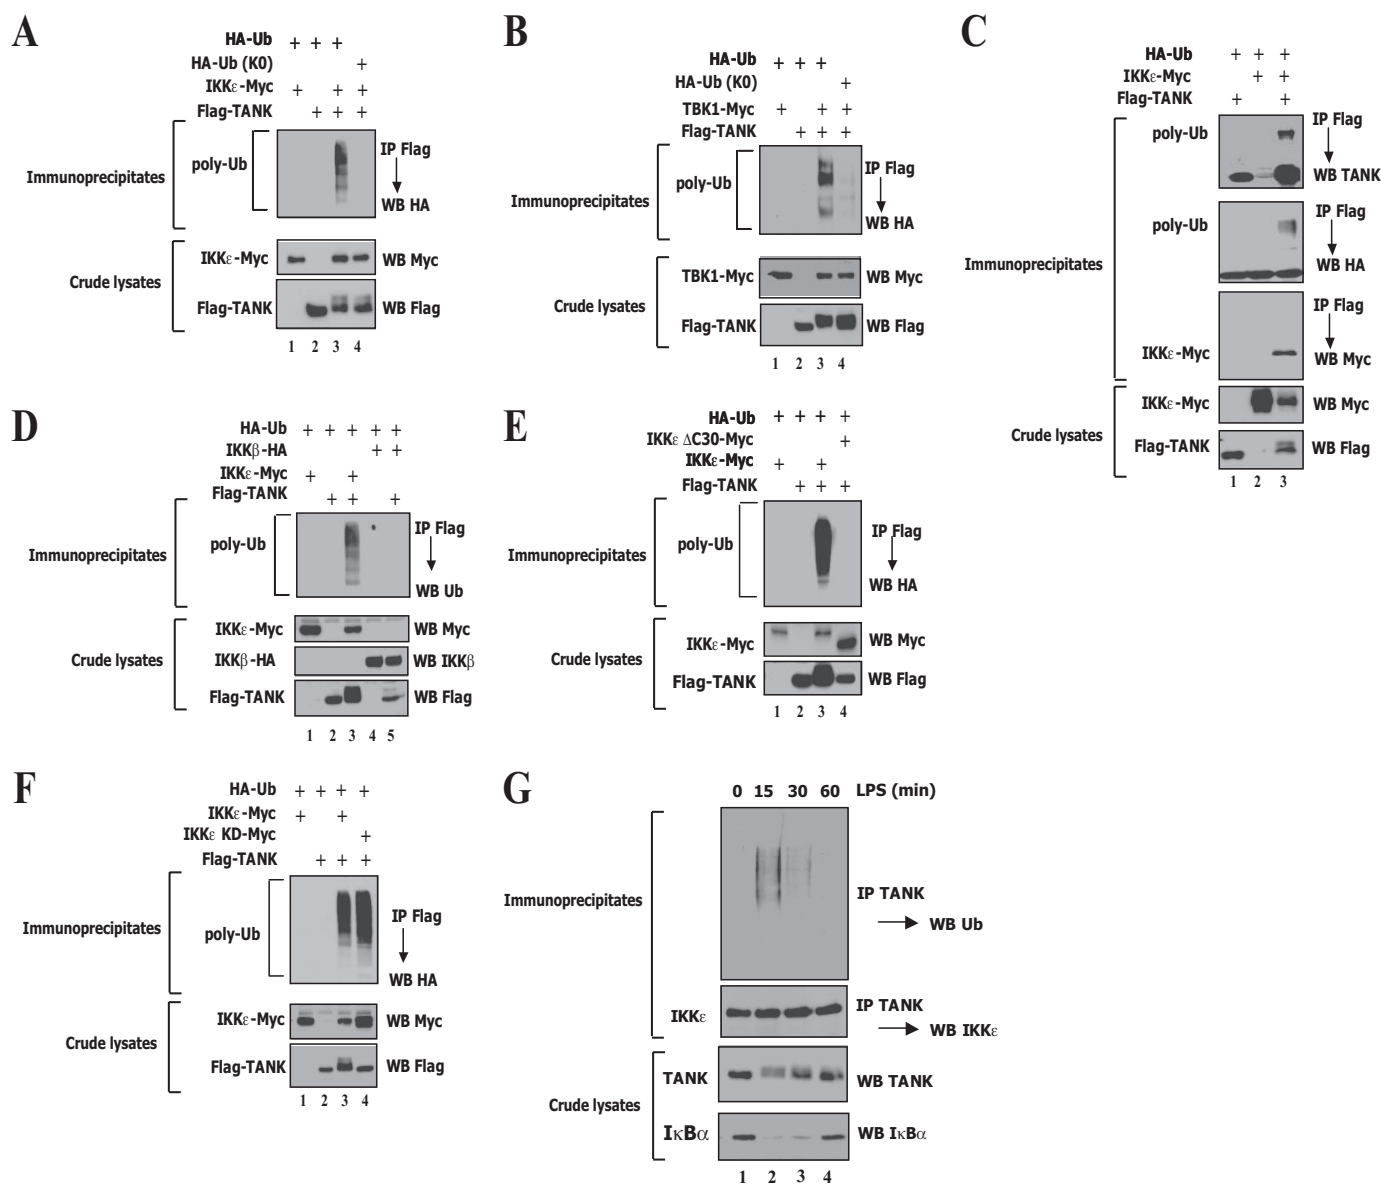 A
HA-Ub + + +
HA-Ub (K0) +
IKKε-Myc + + +
Flag-TANK + + +
Immunoprecipitates
poly-Ub
IP Flag
WB HA
Crude lysates
IKKε-Myc WB Myc
Flag-TANK WB Flag
1 2 3 4
B
HA-Ub + + +
HA-Ub (K0) +
TBK1-Myc + + +
Flag-TANK + + +
Immunoprecipitates
poly-Ub
IP Flag
WB HA
Crude lysates
TBK1-Myc WB Myc
Flag-TANK WB Flag
1 2 3 4
C
HA-Ub + + +
IKKε-Myc + +
Flag-TANK + +
Immunoprecipitates
poly-Ub
IP Flag
WB TANK
poly-Ub
IP Flag
WB HA
IP Flag
IKKε-Myc WB Myc
Crude lysates
IKKε-Myc WB Myc
Flag-TANK WB Flag
1 2 3
D
HA-Ub + + + + +
IKKβ-HA + +
IKKε-Myc + +
Flag-TANK + + +
Immunoprecipitates
poly-Ub
IP Flag
WB Ub
Crude lysates
IKKε-Myc WB Myc
IKKβ-HA WB IKKβ
Flag-TANK WB Flag
1 2 3 4 5
E
HA-Ub + + + +
IKKε ΔC30-Myc +
IKKε-Myc + +
Flag-TANK + + +
Immunoprecipitates
poly-Ub
IP Flag
WB HA
Crude lysates
IKKε-Myc WB Myc
Flag-TANK WB Flag
1 2 3 4
F
HA-Ub + + + +
IKKε-Myc + +
IKKε KD-Myc +
Flag-TANK + + +
Immunoprecipitates
poly-Ub
IP Flag
WB HA
Crude lysates
IKKε-Myc WB Myc
Flag-TANK WB Flag
1 2 3 4
G
0 15 30 60 LPS (min)
Immunoprecipitates
IP TANK
WB Ub
IKKε
IP TANK
WB IKKε
Crude lysates
TANK WB TANK
IκBα WB IκBα
1 2 3 4